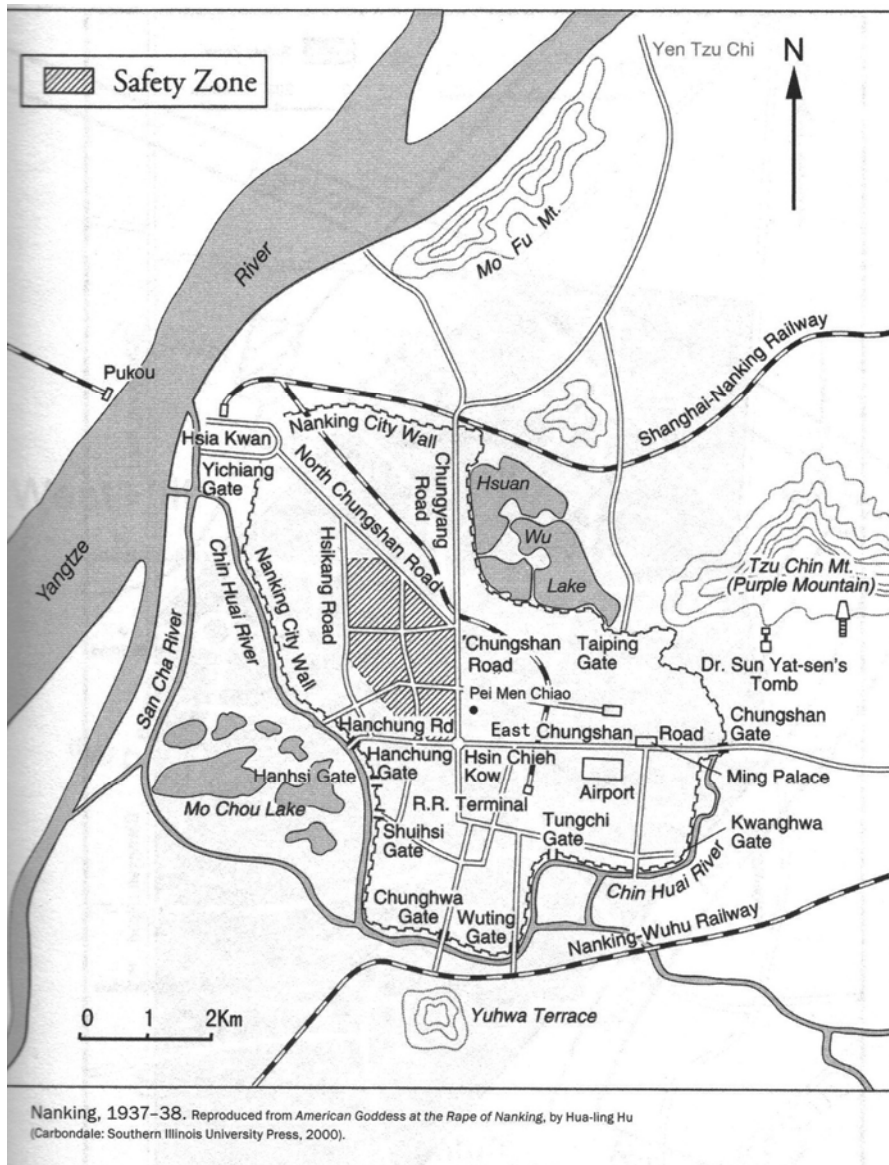 Safety Zone
Yen Tzu Chi
N
Mo Fu Mt.
River
Shanghai-Nanking Railway
Pukou
Nanking City Wall
Hsia Kwan
Yichiang
Gate
North Chungshan Road
Chungyang
Road
Hsuan
Wu
Lake
Tzu Chin Mt.
(Purple Mountain)
Yangtze
Chin Huai River
Nanking City Wall
Hsikang Road
San Cha River
Chungshan
Road
Taiping
Gate
Dr. Sun Yat-sen's
Tomb
Pei Men Chiao
Hanchung Rd
East Chungshan Road
Chungshan
Gate
Hanchung
Gate
Hsin Chieh
Kow
Ming Palace
Hanhsi Gate
Airport
Mo Chou Lake
R.R. Terminal
Shuihsi
Gate
Tungchi
Gate
Kwanghwa
Gate
Chin Huai River
Chunghwa
Gate
Wuting
Gate
Nanking-Wuhu Railway
0 1 2Km
Yuhwa Terrace
Nanking, 1937–38. Reproduced from American Goddess at the Rape of Nanking, by Hua-ling Hu
(Carbondale: Southern Illinois University Press, 2000).